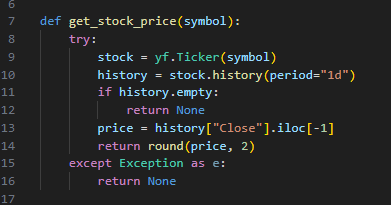 6
7 def get_stock_price(symbol):
8     try:
9         stock = yf.Ticker(symbol)
10         history = stock.history(period="1d")
11         if history.empty:
12             return None
13         price = history["Close"].iloc[-1]
14         return round(price, 2)
15     except Exception as e:
16         return None
17